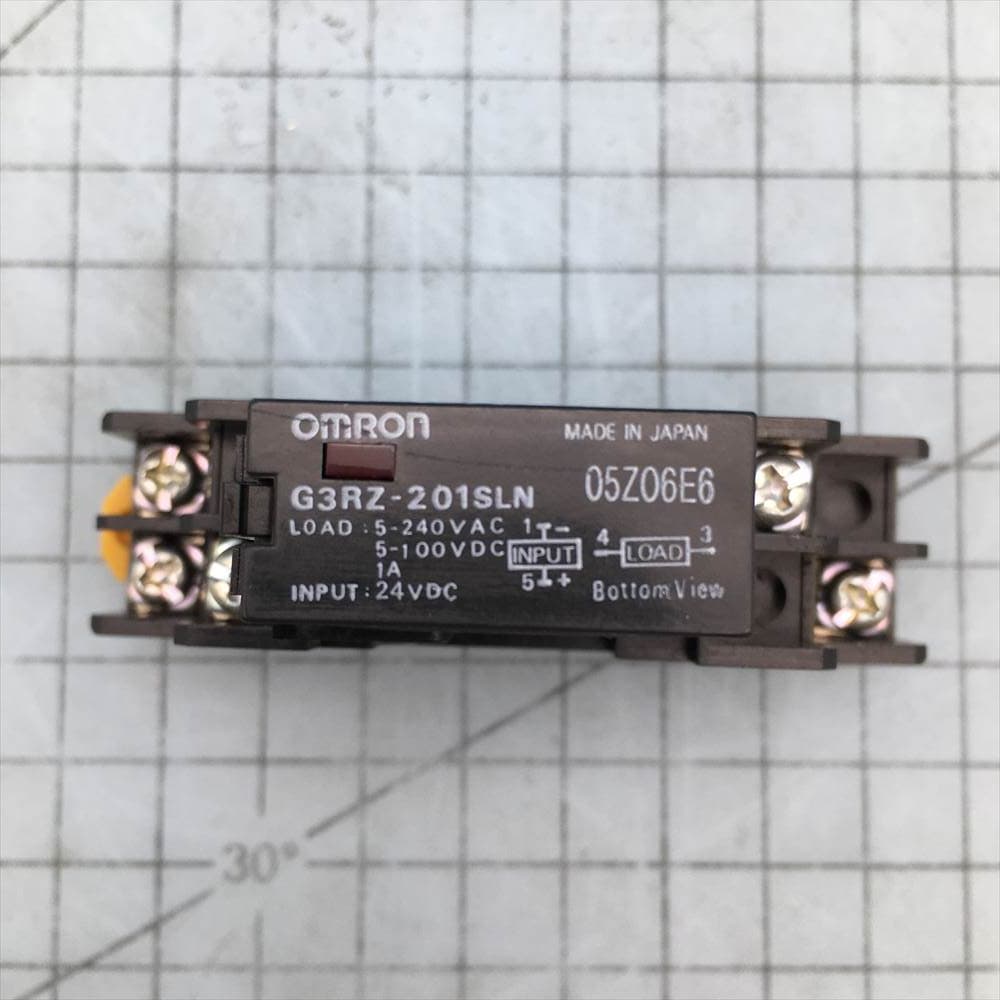 OMRON
MADE IN JAPAN
05Z06E6
G3RZ-201SLN
LOAD : 5-240VAC
5-100VDC
1A
INPUT : 24VDC
1 -
INPUT
5 +
4 LOAD 3
Bottom View
30°